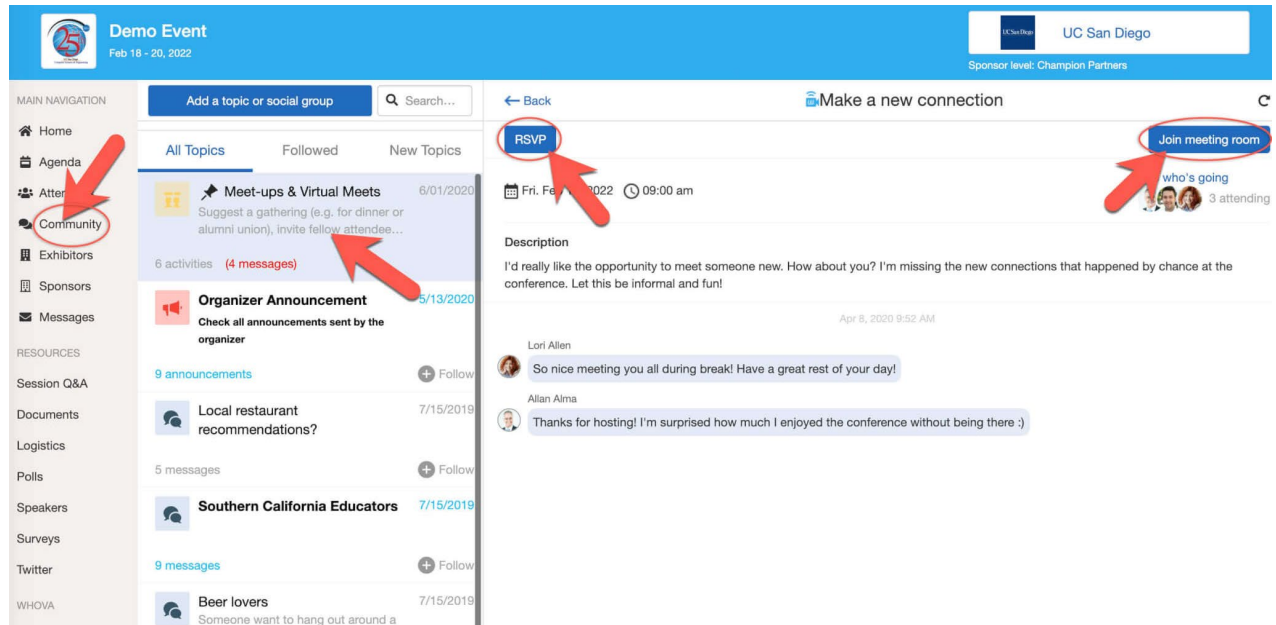 Demo Event
Feb 18 - 20, 2022
25
UC San Diego
UC San Diego
Sponsor level: Champion Partners
MAIN NAVIGATION
Home
Agenda
Community
Exhibitors
Sponsors
Messages
RESOURCES
Session Q&A
Documents
Logistics
Polls
Speakers
Surveys
Twitter
WHOVA
Add a topic or social group
Search...
All Topics Followed New Topics
Meet-ups & Virtual Meets 6/01/2020
Suggest a gathering (e.g. for dinner or
alumni union), invite fellow attendee...
6 activities (4 messages)
Organizer Announcement 5/13/2020
Check all announcements sent by the
organizer
9 announcements Follow
Local restaurant 7/15/2019
recommendations?
5 messages Follow
Southern California Educators 7/15/2019
9 messages Follow
Beer lovers 7/15/2019
Someone want to hang out around a
← Back
Make a new connection
RSVP
Join meeting room
Fri. 2022 09:00 am
who's going
3 attending
Description
I'd really like the opportunity to meet someone new. How about you? I'm missing the new connections that happened by chance at the
conference. Let this be informal and fun!
Apr 8, 2020 9:52 AM
Lori Allen
So nice meeting you all during break! Have a great rest of your day!
Allan Alma
Thanks for hosting! I'm surprised how much I enjoyed the conference without being there :)